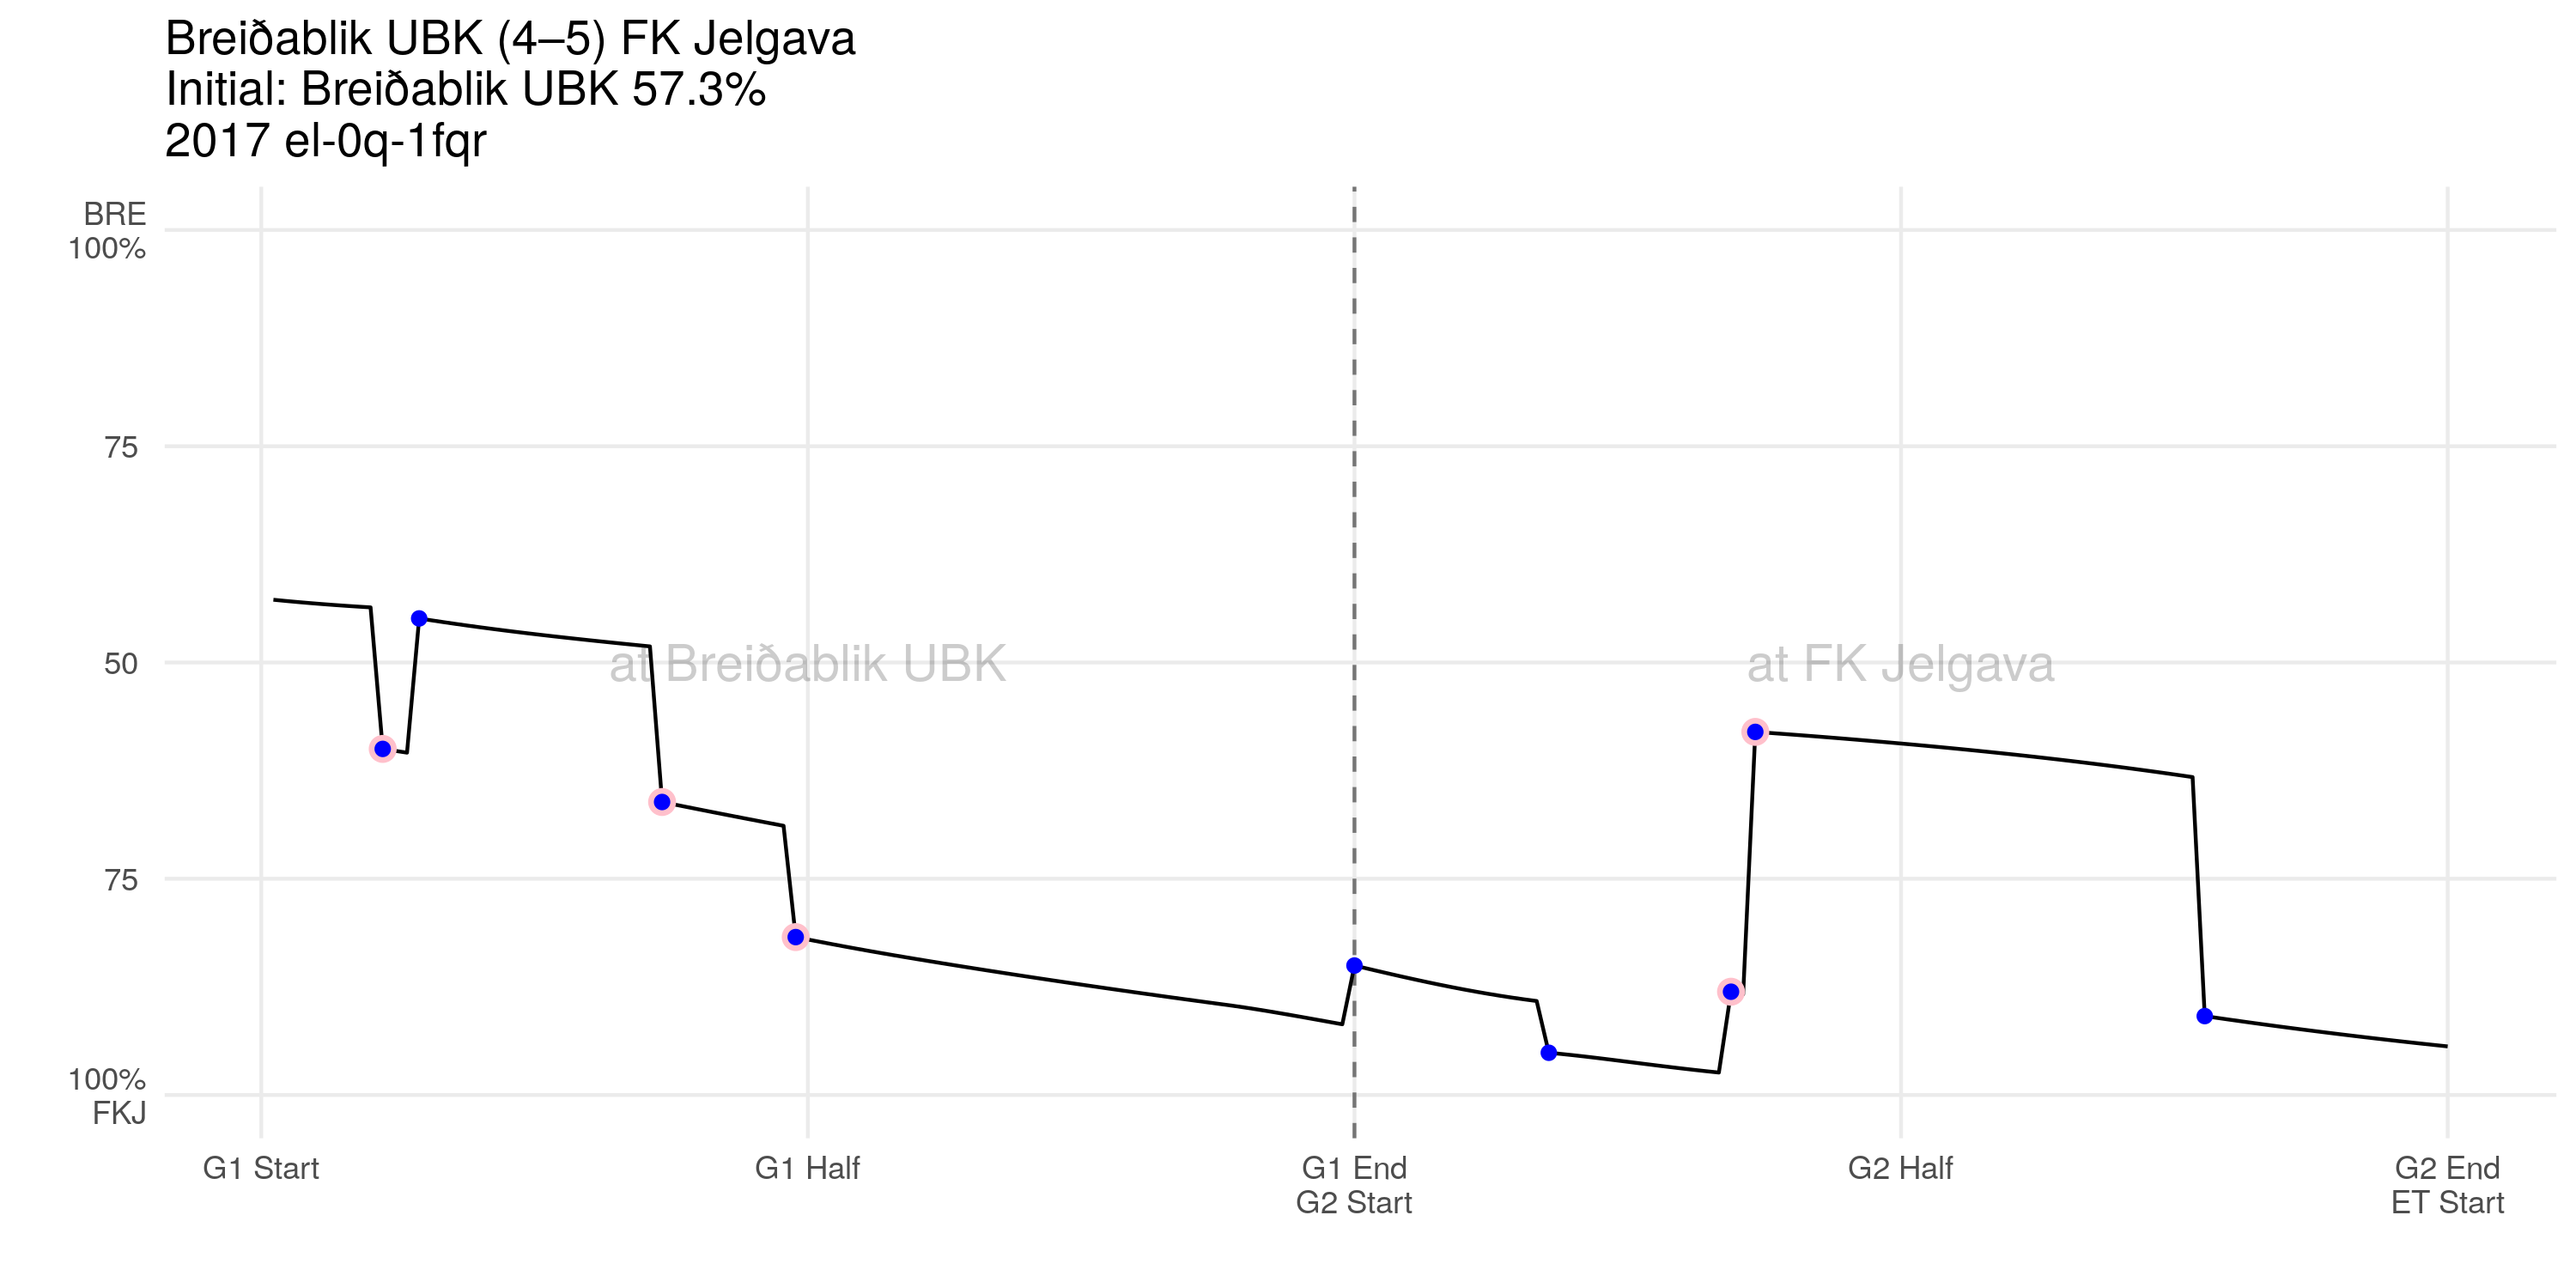 Breiðablik UBK (4–5) FK Jelgava
Initial: Breiðablik UBK 57.3%
2017 el-0q-1fqr
BRE
100%
75
50
75
100%
FKJ
at Breiðablik UBK
at FK Jelgava
G1 Start
G1 Half
G1 End
G2 Start
G2 Half
G2 End
ET Start